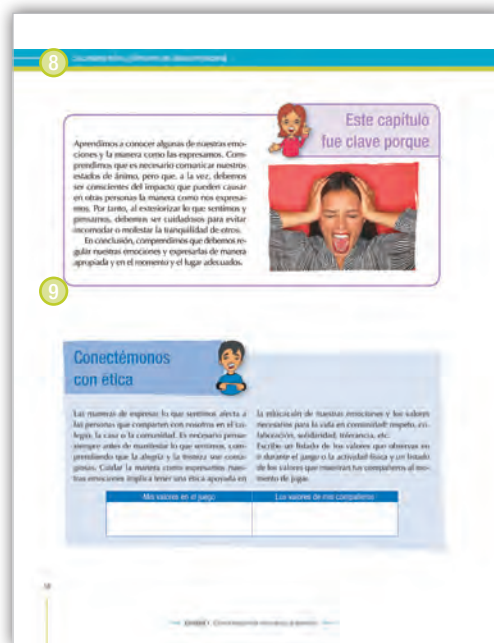 8
Este capítulo
fue clave porque
Aprendimos a conocer algunas de nuestras emo-
ciones y la manera como las expresamos. Com-
prendimos que es necesario comunicar nuestros
estados de ánimo, pero que, a la vez, debemos
ser conscientes del impacto que pueden causar
en otras personas la manera como nos expresa-
mos. Por tanto, al exteriorizar lo que sentimos y
pensamos, debemos ser cuidadosos para evitar
incomodar o molestar la tranquilidad de otros.
En conclusión, comprendimos que debemos re-
gular nuestras emociones y expresarlas de manera
apropiada y en el momento y el lugar adecuados.
9
Conectémonos
con ética
Las maneras de expresar lo que sentimos afecta a
las personas que comparten con nosotros en el co-
legio, la casa o la comunidad. Es necesario pensar
siempre antes de manifestar lo que sentimos, com-
prendiendo que la alegría y la tristeza son conta-
giosas. Cuidar la manera como expresamos nues-
tras emociones implica tener una ética apoyada en
la educación de nuestras emociones y los valores
necesarios para la vida en comunidad: respeto, co-
laboración, solidaridad, tolerancia, etc.
Escribe un listado de los valores que observas en
ti durante el juego o la actividad física y un listado
de los valores que muestran tus compañeros al mo-
mento de jugar.
Mis valores en el juego
Los valores de mis compañeros